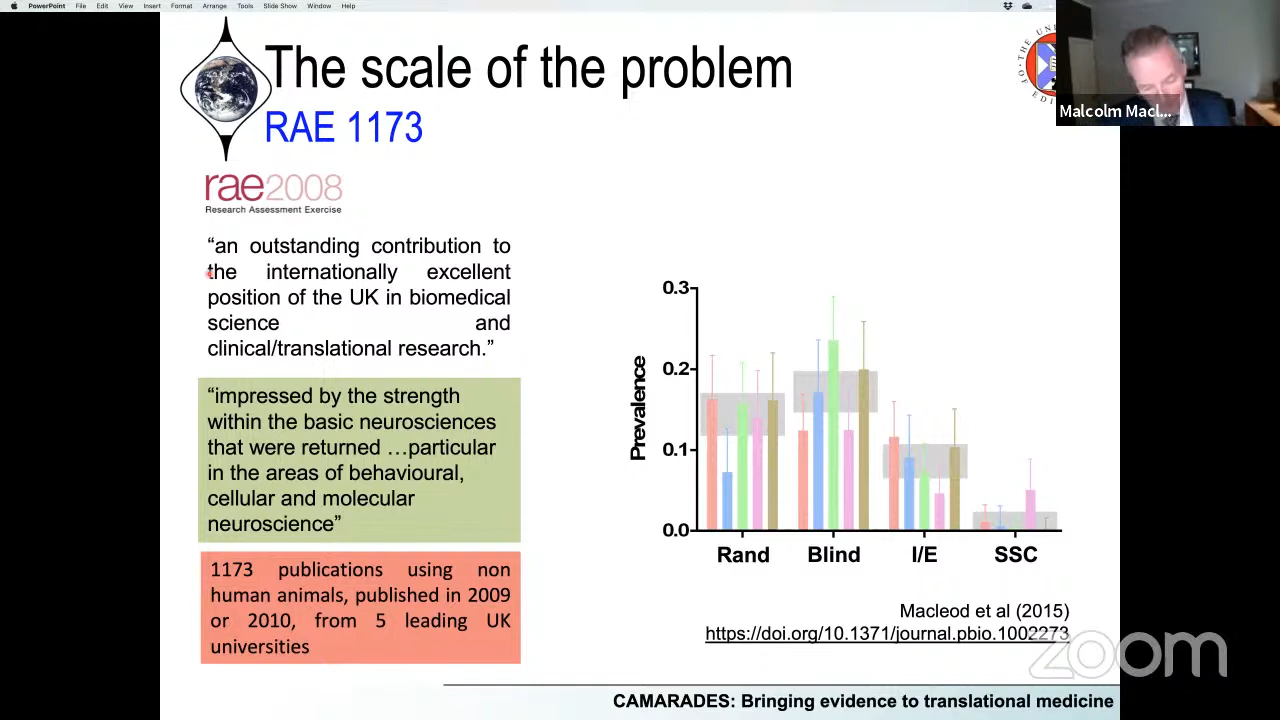 PowerPoint File Edit View Insert Format Arrange Tools Slide Show Window Help
The scale of the problem
RAE 1173
Malcolm Macl...
rae2008
Research Assessment Exercise
“an outstanding contribution to
the internationally excellent
position of the UK in biomedical
science and
clinical/translational research.”
“impressed by the strength
within the basic neurosciences
that were returned …particular
in the areas of behavioural,
cellular and molecular
neuroscience”
1173 publications using non
human animals, published in 2009
or 2010, from 5 leading UK
universities
Prevalence
0.3
0.2
0.1
0.0
Rand Blind I/E SSC
Macleod et al (2015)
https://doi.org/10.1371/journal.pbio.1002273
zoom
CAMARADES: Bringing evidence to translational medicine